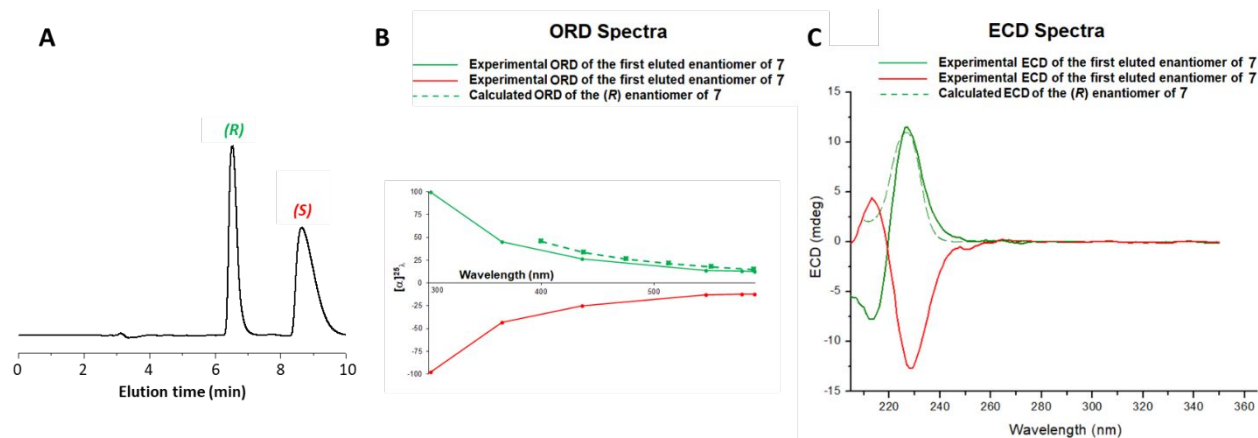 A
(R)
(S)
0 2 4 6 8 10
Elution time (min)
B
ORD Spectra
Experimental ORD of the first eluted enantiomer of 7
Experimental ORD of the first eluted enantiomer of 7
Calculated ORD of the (R) enantiomer of 7
100
75
50
25
0
-25
-50
-75
-100
[α]²⁵λ
Wavelength (nm)
300 400 500
C
ECD Spectra
Experimental ECD of the first eluted enantiomer of 7
Experimental ECD of the first eluted enantiomer of 7
Calculated ECD of the (R) enantiomer of 7
15
10
5
0
-5
-10
-15
ECD (mdeg)
220 240 260 280 300 320 340 360
Wavelength (nm)